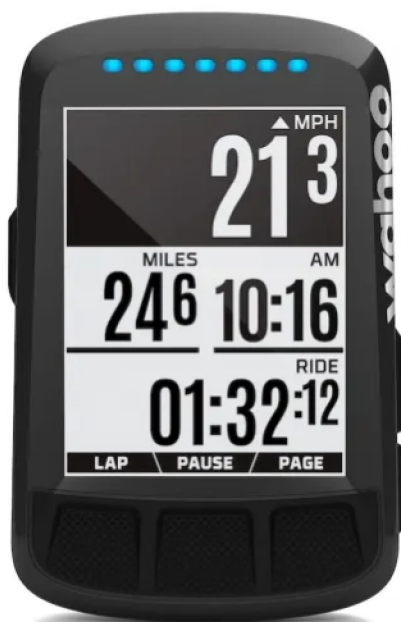 ▲ MPH
21 3
MILES
24 6
AM
10:16
RIDE
01:32:12
LAP
PAUSE
PAGE
wahoo